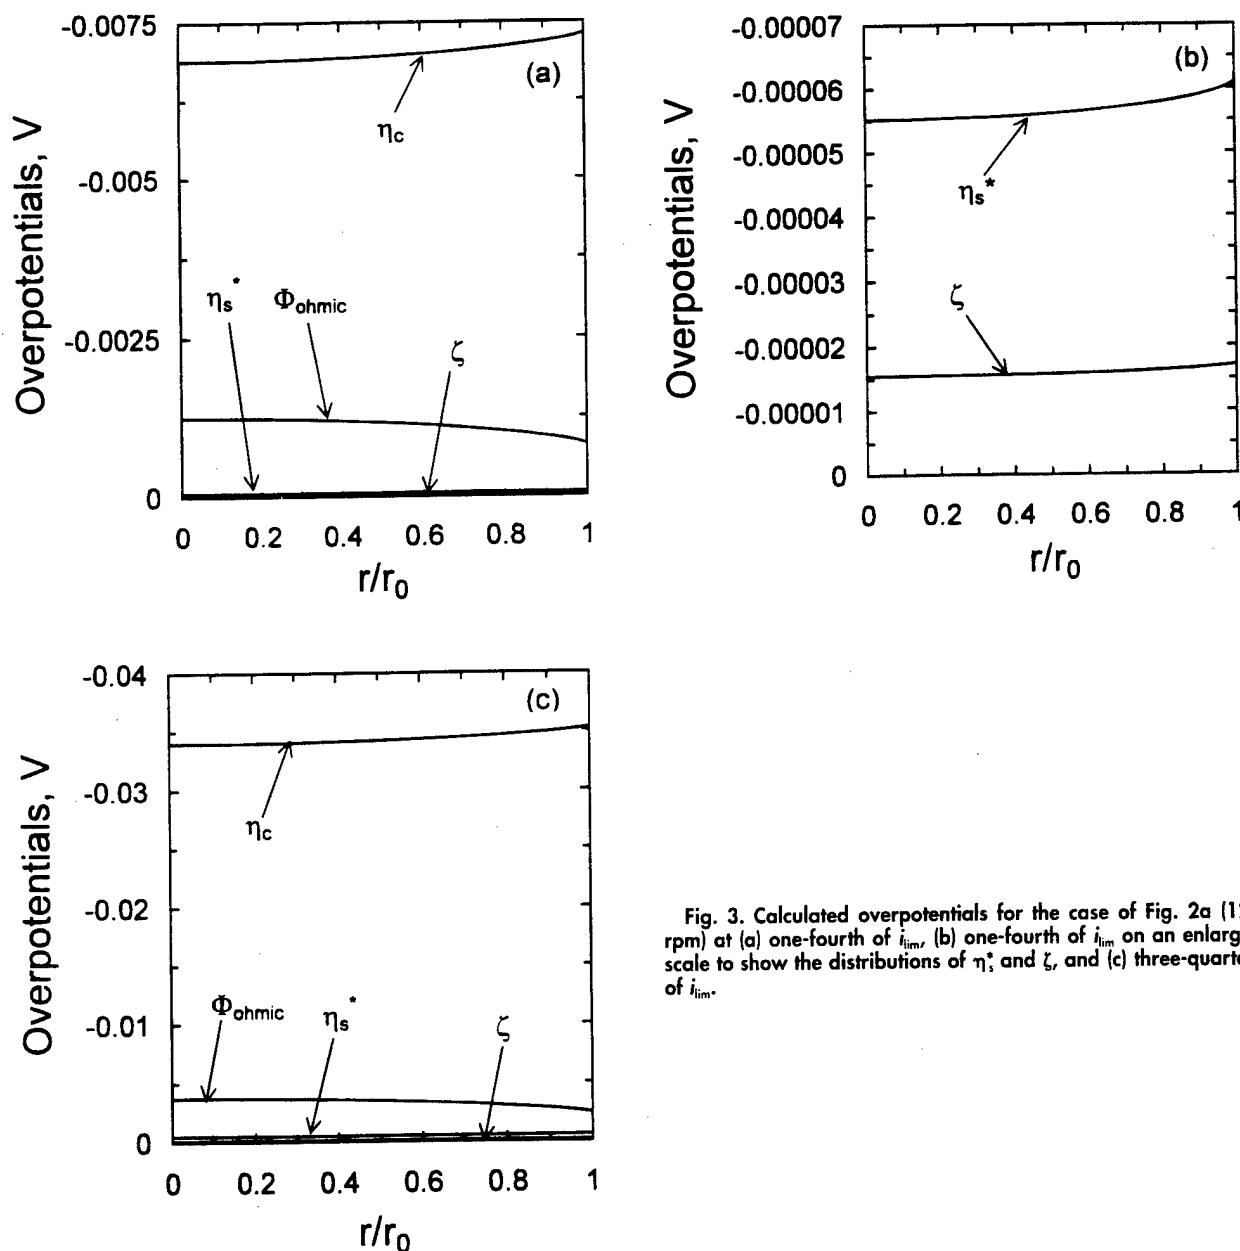 -0.0075
-0.005
-0.0025
0
Overpotentials, V
(a)
ηc
ηs*
Φohmic
ζ
0 0.2 0.4 0.6 0.8 1
r/r0
-0.00007
-0.00006
-0.00005
-0.00004
-0.00003
-0.00002
-0.00001
0
Overpotentials, V
(b)
ηs*
ζ
0 0.2 0.4 0.6 0.8 1
r/r0
-0.04
-0.03
-0.02
-0.01
0
Overpotentials, V
(c)
ηc
Φohmic
ηs*
ζ
0 0.2 0.4 0.6 0.8 1
r/r0
Fig. 3. Calculated overpotentials for the case of Fig. 2a
rpm) at (a) one-fourth of ilim, (b) one-fourth of ilim on an enlarg
scale to show the distributions of ηs* and ζ, and (c) three-quart
of ilim.